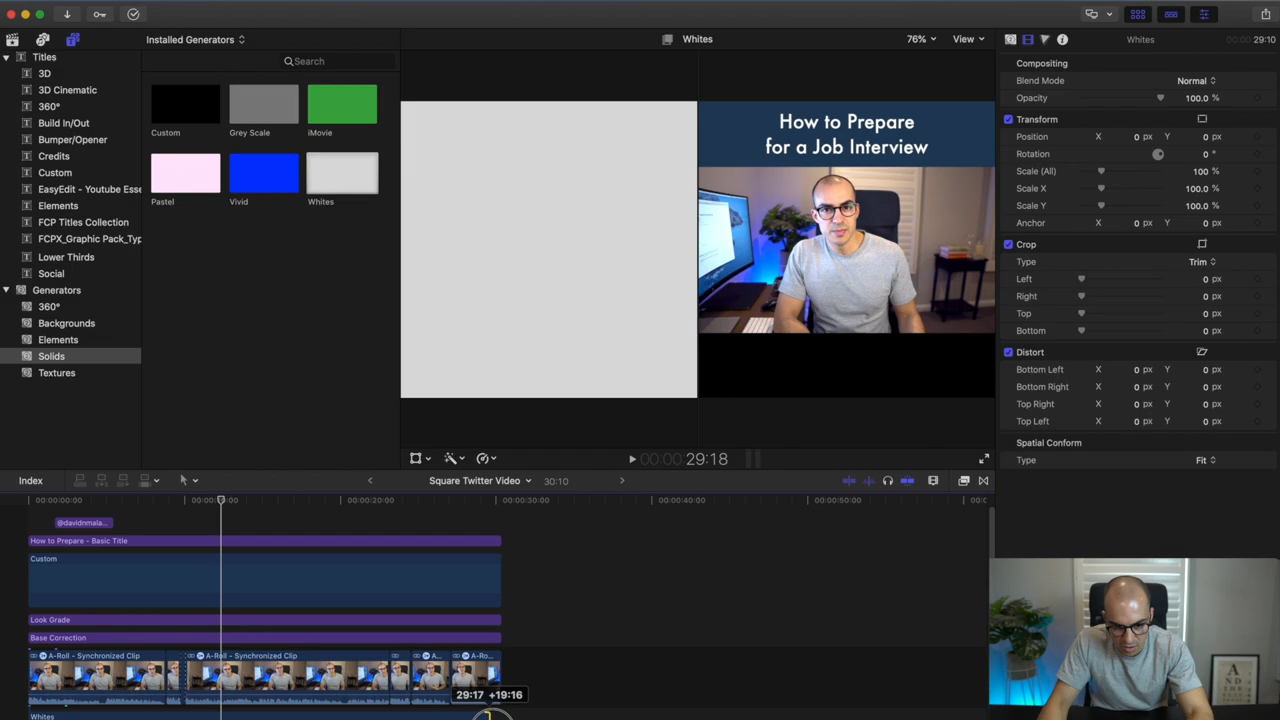 Installed Generators
Whites
76%
View
Whites
29:10
Titles
3D
3D Cinematic
360°
Build In/Out
Bumper/Opener
Credits
Custom
EasyEdit - Youtube Esse
Elements
FCP Titles Collection
FCPX_Graphic Pack_Typ
Lower Thirds
Social
Generators
360°
Backgrounds
Elements
Solids
Textures
Search
Custom
Grey Scale
iMovie
Pastel
Vivid
Whites
How to Prepare
for a Job Interview
Compositing
Blend Mode Normal
Opacity 100.0 %
Transform
Position X 0 px Y 0 px
Rotation 0 °
Scale (All) 100 %
Scale X 100.0 %
Scale Y 100.0 %
Anchor X 0 px Y 0 px
Crop
Type Trim
Left 0 px
Right 0 px
Top 0 px
Bottom 0 px
Distort
Bottom Left X 0 px Y 0 px
Bottom Right X 0 px Y 0 px
Top Right X 0 px Y 0 px
Top Left X 0 px Y 0 px
Spatial Conform
Type Fit
00:00:00:29:18
Index
Square Twitter Video
30:10
00:00:00:00
00:00:20:00
00:00:30:00
00:00:40:00
00:00:50:00
@davidnmala...
How to Prepare - Basic Title
Custom
Look Grade
Base Correction
A-Roll - Synchronized Clip
A-Roll - Synchronized Clip
A...
A-Ro...
29:17 +19:16
Whites